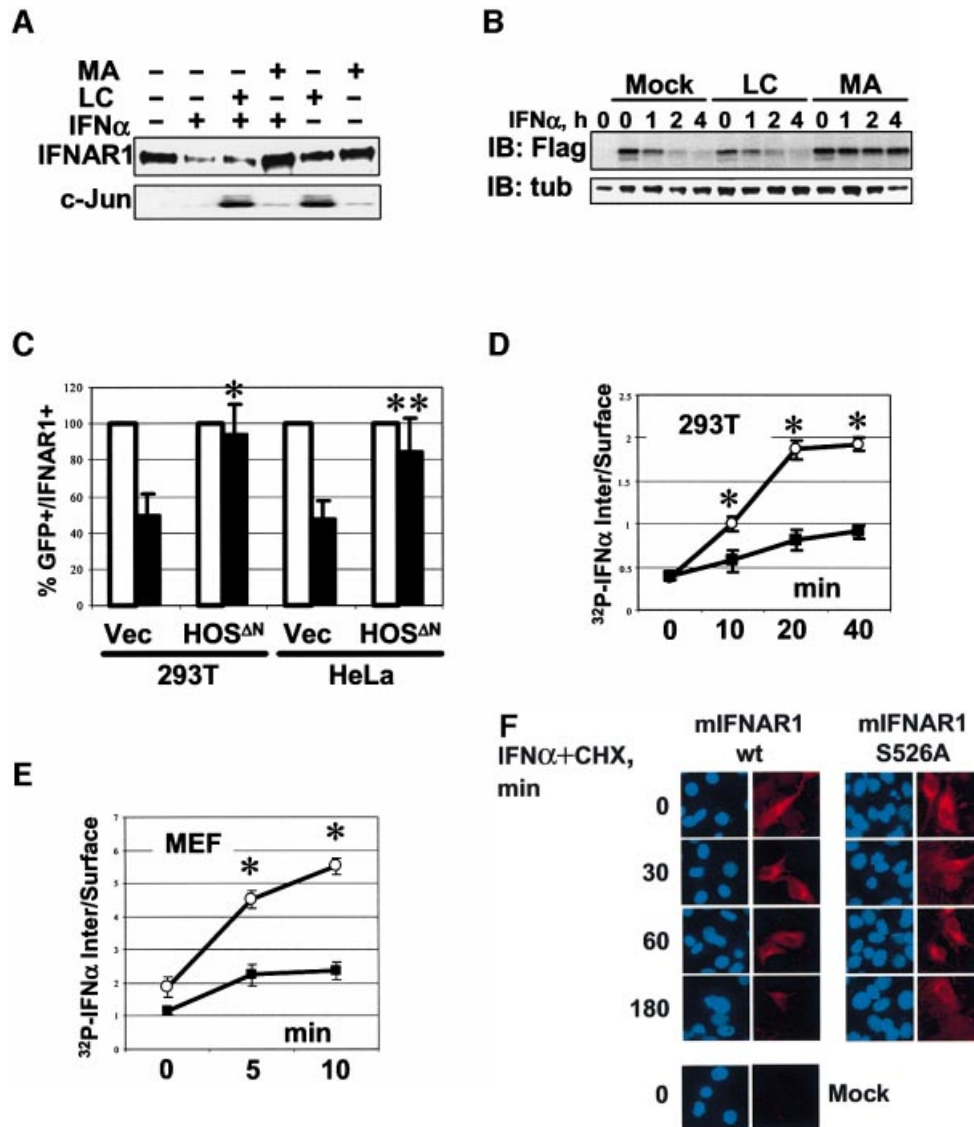 A
MA − − − + − +
LC − − + − + −
IFNα − + + + − −
IFNAR1
c-Jun
B
Mock LC MA
IFNα, h 0 0 1 2 4 0 1 2 4 0 1 2 4
IB: Flag
IB: tub
C
% GFP+/IFNAR1+
120
100
80
60
40
20
0
* **
Vec HOSΔN Vec HOSΔN
293T HeLa
D
³²P-IFNα Inter/Surface
2.5
2
1.5
1
0.5
0
293T
* * *
min
0 10 20 40
E
³²P-IFNα Inter/Surface
7
6
5
4
3
2
1
0
MEF
* *
min
0 5 10
F
IFNα+CHX,
min
mIFNAR1
wt
mIFNAR1
S526A
0
30
60
180
0 Mock